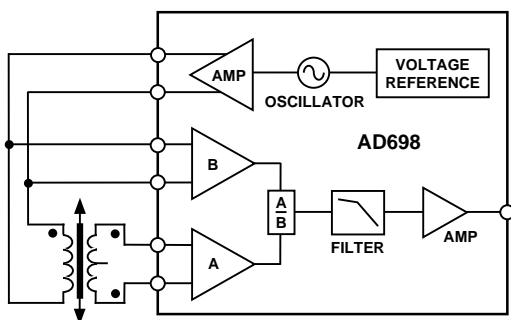 AMP
OSCILLATOR
VOLTAGE
REFERENCE
AD698
B
A
B
FILTER
AMP
A